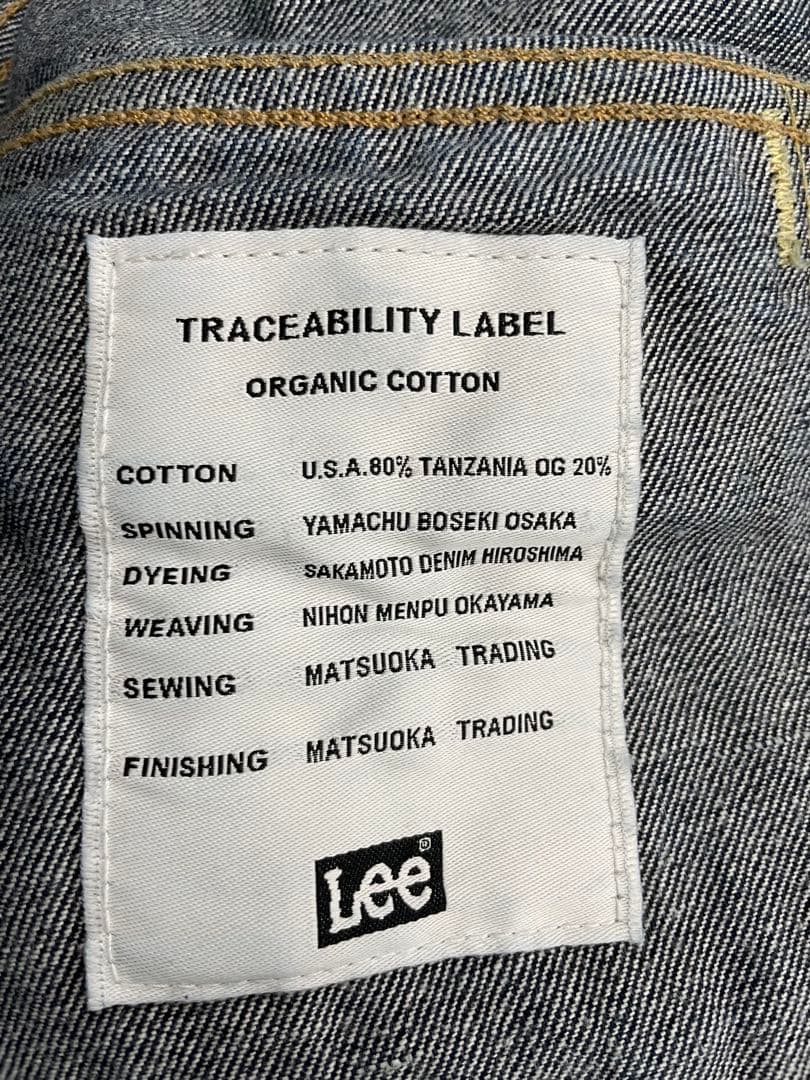 TRACEABILITY LABEL
ORGANIC COTTON
COTTON U.S.A.80% TANZANIA OG 20%
SPINNING YAMACHU BOSEKI OSAKA
DYEING SAKAMOTO DENIM HIROSHIMA
WEAVING NIHON MENPU OKAYAMA
SEWING MATSUOKA TRADING
FINISHING MATSUOKA TRADING
Lee®